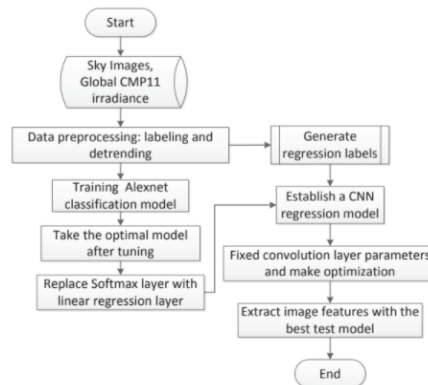 Start
Sky Images,
Global CMP11
irradiance
Data preprocessing: labeling and
detrending
Generate
regression labels
Training Alexnet
classification model
Establish a CNN
regression model
Take the optimal model
after tuning
Replace Softmax layer with
linear regression layer
Fixed convolution layer parameters
and make optimization
Extract image features with the
best test model
End